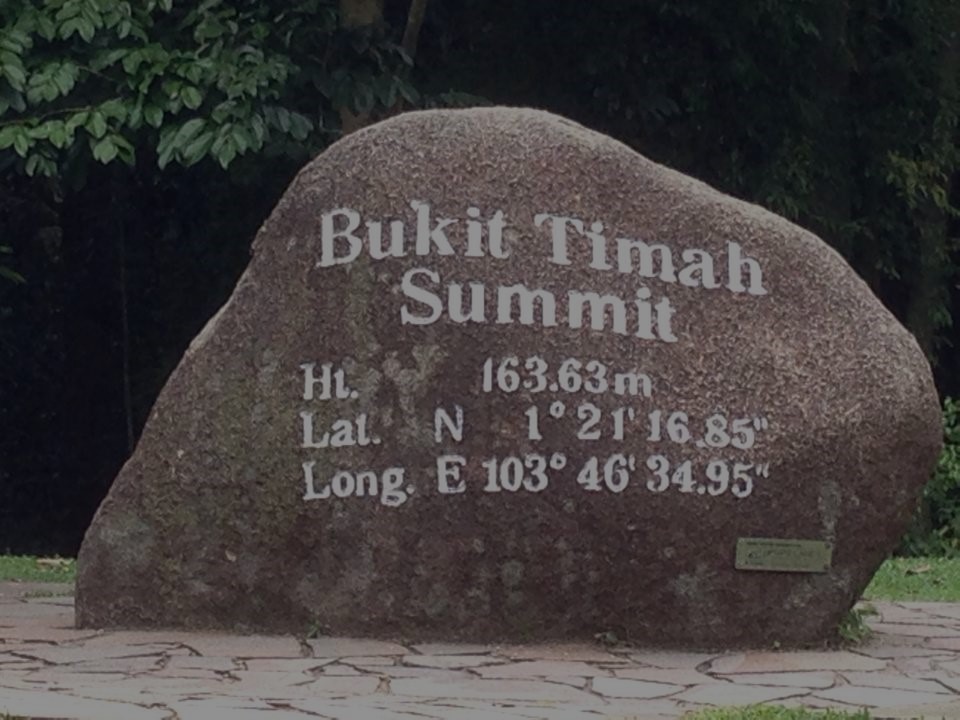 Bukit Timah
Summit
Ht. 163.63m
Lat. N 1° 21' 16.85"
Long. E 103° 46' 34.95"